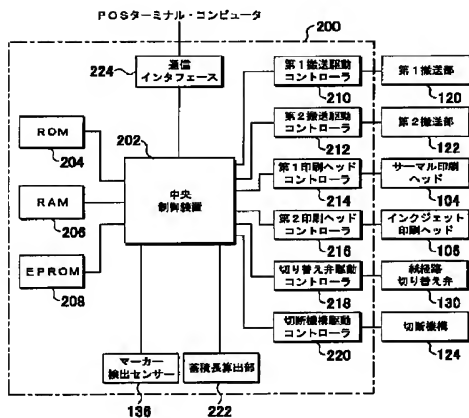 POSターミナル・コンピュータ
200
通信
インタフェース
224
第1搬送駆動
コントローラ
210
第1搬送部
120
202
ROM
204
第2搬送駆動
コントローラ
212
第2搬送部
122
中央
制御装置
第1印刷ヘッド
コントローラ
214
サーマル印刷
ヘッド
104
RAM
206
第2印刷ヘッド
コントローラ
216
インクジェット
印刷ヘッド
106
EPROM
208
切り替え弁駆動
コントローラ
218
紙経路
切り替え弁
130
切断機構駆動
コントローラ
220
切断機構
124
マーカー
検出センサー
136
蓄積長算出部
222